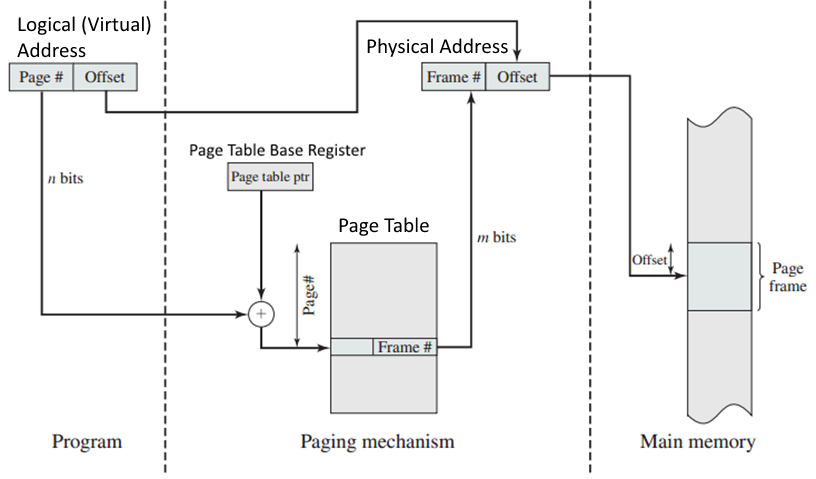 Logical (Virtual)
Address
Page #
Offset
Physical Address
Frame #
Offset
n bits
Page Table Base Register
Page table ptr
Page Table
m bits
Page#
Frame #
Offset
Page
frame
+
Program
Paging mechanism
Main memory